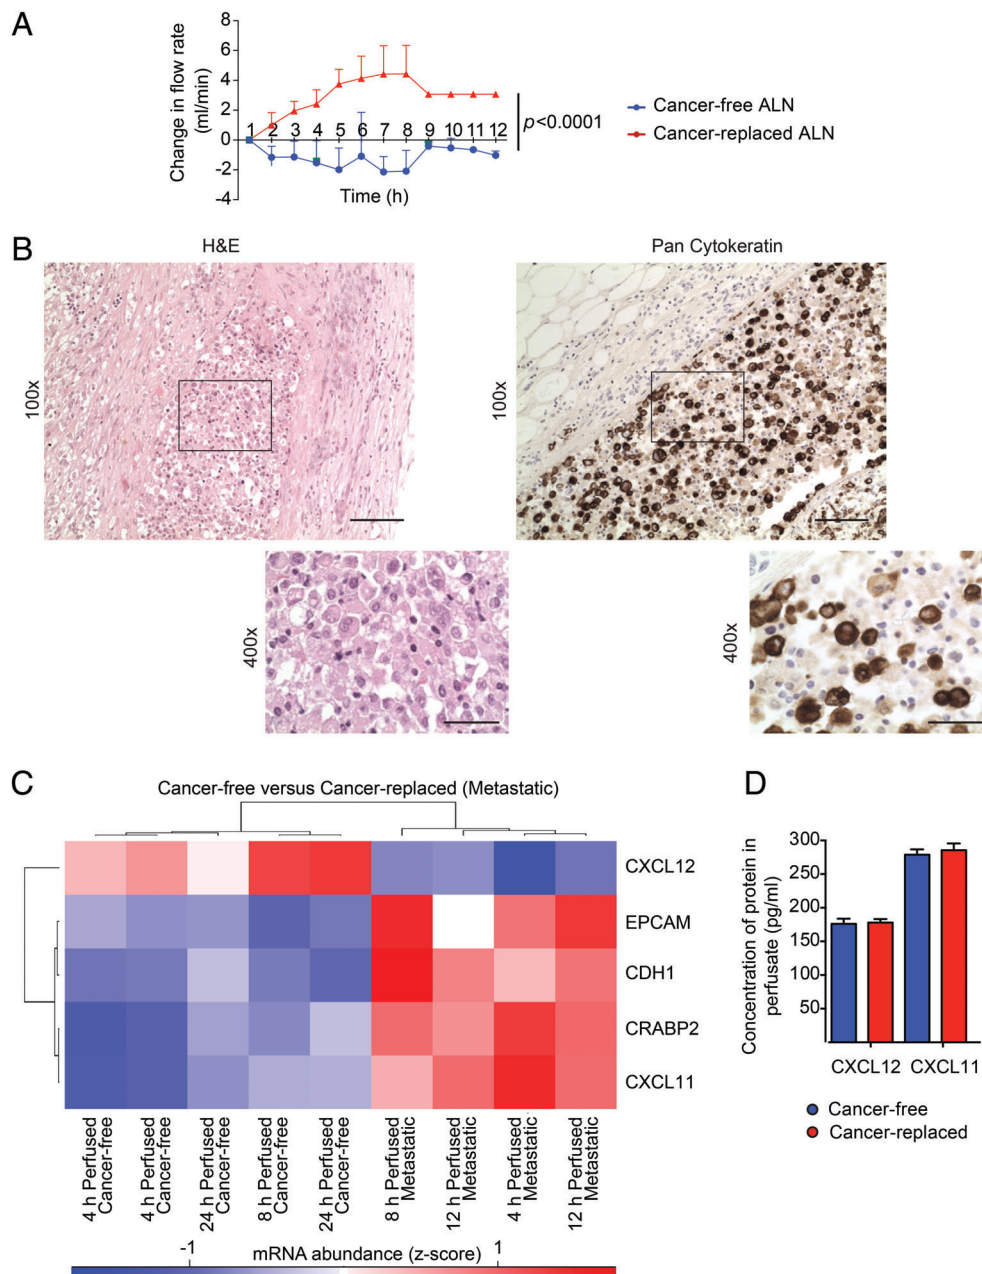 A
8
6
4
2
0
-2
-4
Change in flow rate
(ml/min)
1 2 3 4 5 6 7 8 9 10 11 12
Time (h)
p<0.0001
Cancer-free ALN
Cancer-replaced ALN
B
H&E
Pan Cytokeratin
100x
100x
400x
400x
C
Cancer-free versus Cancer-replaced (Metastatic)
CXCL12
EPCAM
CDH1
CRABP2
CXCL11
4 h Perfused
Cancer-free
4 h Perfused
Cancer-free
24 h Perfused
Cancer-free
8 h Perfused
Cancer-free
24 h Perfused
Cancer-free
8 h Perfused
Metastatic
12 h Perfused
Metastatic
4 h Perfused
Metastatic
12 h Perfused
Metastatic
-1
1
mRNA abundance (z-score)
D
Concentration of protein in
perfusate (pg/ml)
300
250
200
150
100
50
CXCL12 CXCL11
Cancer-free
Cancer-replaced